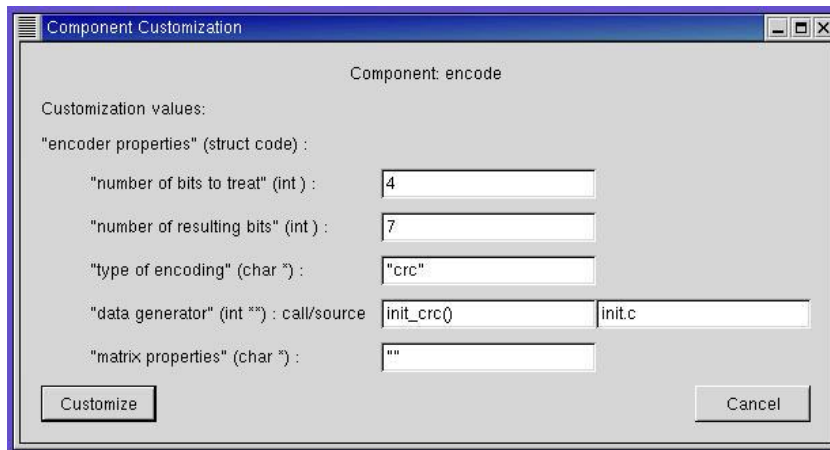 Component Customization
Component: encode
Customization values:
"encoder properties" (struct code) :
"number of bits to treat" (int ) : 4
"number of resulting bits" (int ) : 7
"type of encoding" (char *) : "crc"
"data generator" (int **) : call/source init_crc() init.c
"matrix properties" (char *) : ""
Customize Cancel